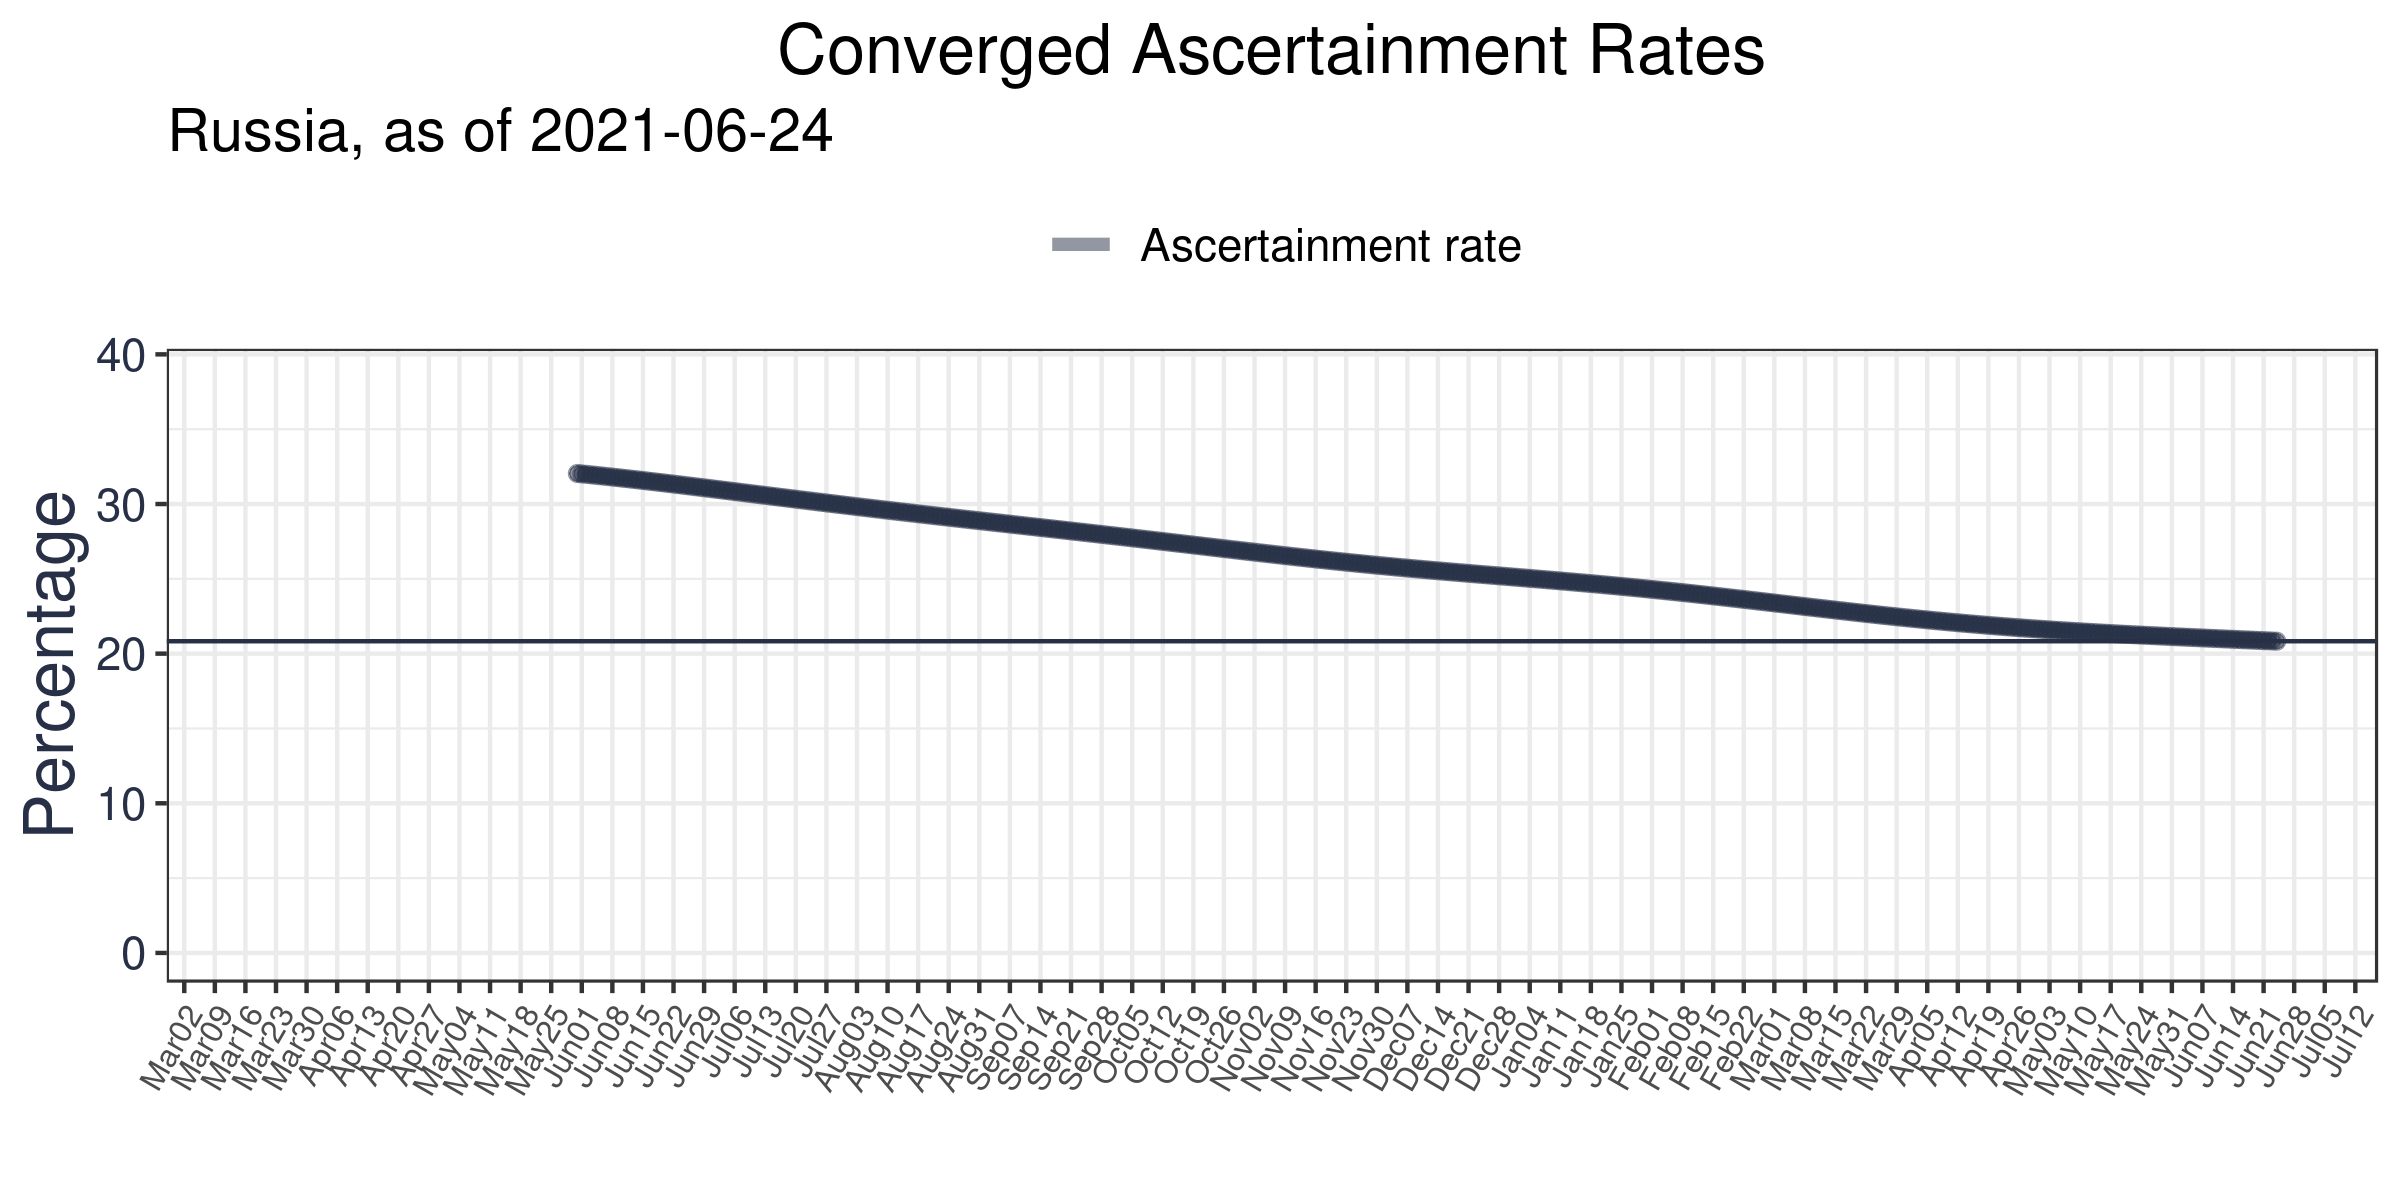 Converged Ascertainment Rates
Russia, as of 2021-06-24
Ascertainment rate
Percentage
40
30
20
10
0
Mar02
Mar09
Mar16
Mar23
Mar30
Apr06
Apr13
Apr20
Apr27
May04
May11
May18
May25
Jun01
Jun08
Jun15
Jun22
Jun29
Jul06
Jul13
Jul20
Jul27
Aug03
Aug10
Aug17
Aug24
Aug31
Sep07
Sep14
Sep21
Sep28
Oct05
Oct12
Oct19
Oct26
Nov02
Nov09
Nov16
Nov23
Nov30
Dec07
Dec14
Dec21
Dec28
Jan04
Jan11
Jan18
Jan25
Feb01
Feb08
Feb15
Feb22
Mar01
Mar08
Mar15
Mar22
Mar29
Apr05
Apr12
Apr19
Apr26
May03
May10
May17
May24
May31
Jun07
Jun14
Jun21
Jun28
Jul05
Jul12